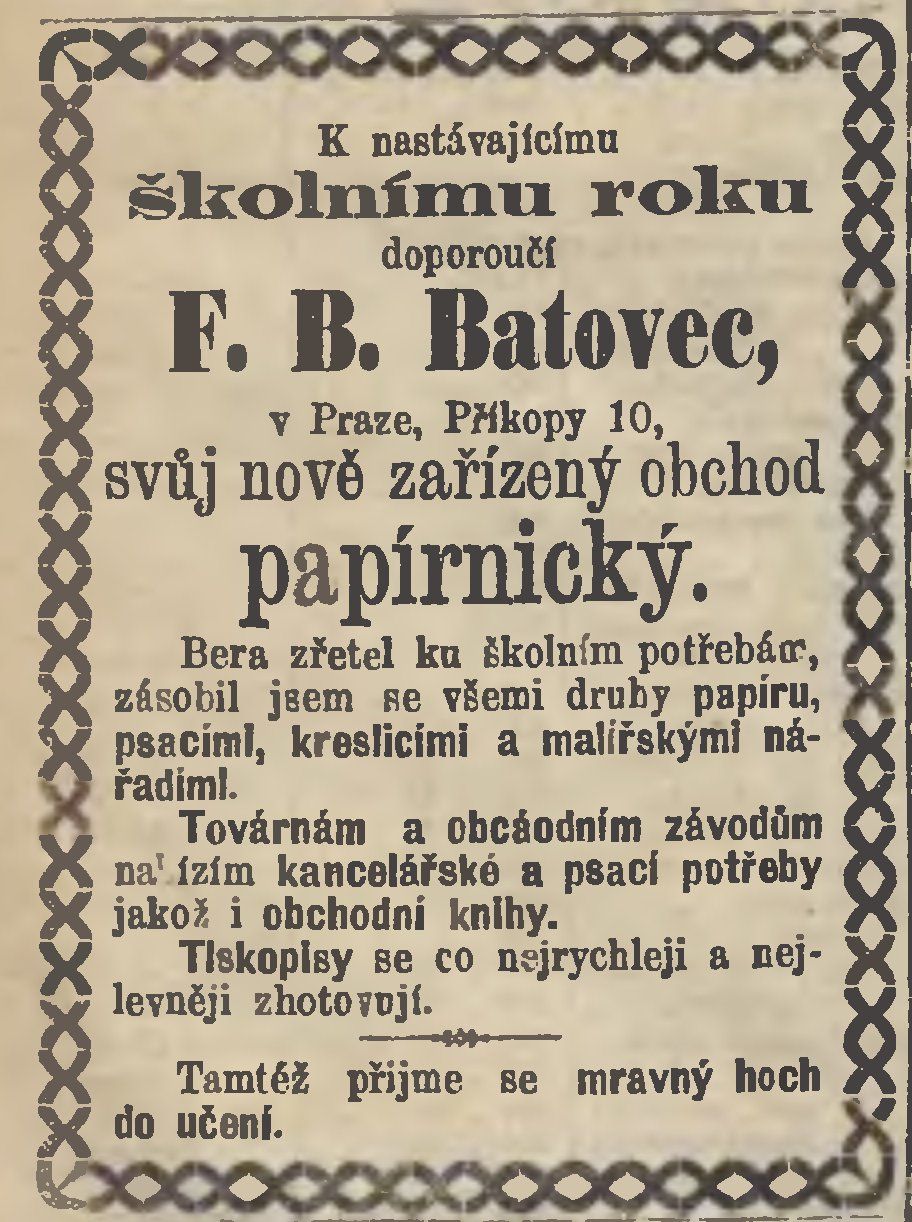 K nastávajícímu
školnímu roku
doporoučí
F. B. Batovec,
v Praze, Příkopy 10,
svůj nově zařízený obchod
papírnický.
Bera zřetel ku školním potřebám,
zásobil jsem se všemi druhy papíru,
psacími, kreslicími a malířskými ná-
řadími.
Továrnám a obcáodním závodům
nabízím kancelářské a psací potřeby
jakož i obchodní knihy.
Tiskopisy se co nejrychleji a nej-
levněji zhotovují.
Tamtéž přijme se mravný hoch
do učení.